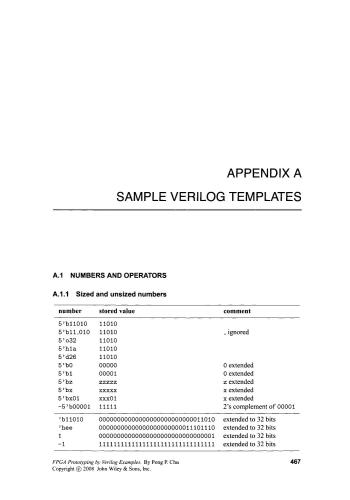 APPENDIX A
SAMPLE VERILOG TEMPLATES
A.1 NUMBERS AND OPERATORS
A.1.1 Sized and unsized numbers
number stored value comment
5'b11010 11010
5'b11_010 11010 _ ignored
5'o32 11010
5'h1a 11010
5'd26 11010
5'b0 00000 0 extended
5'b1 00001 0 extended
5'bz zzzzz z extended
5'bx xxxxx x extended
5'bx01 xxx01 x extended
-5'b00001 11111 2's complement of 00001
'b11010 00000000000000000000000000011010 extended to 32 bits
'hee 00000000000000000000000011101110 extended to 32 bits
1 00000000000000000000000000000001 extended to 32 bits
-1 11111111111111111111111111111111 extended to 32 bits
FPGA Prototyping by Verilog Examples. By Pong P. Chu
Copyright © 2008 John Wiley & Sons, Inc.
467